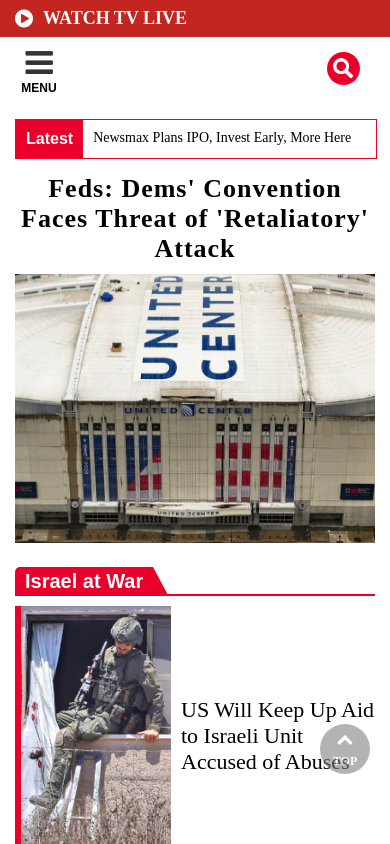 WATCH TV LIVE
MENU
Latest
Newsmax Plans IPO, Invest Early, More Here
Feds: Dems' Convention
Faces Threat of 'Retaliatory'
Attack
UNITED
CENTER
UNITED CENTER
UNITED CENTER
Israel at War
US Will Keep Up Aid
to Israeli Unit
Accused of Abuses
TOP